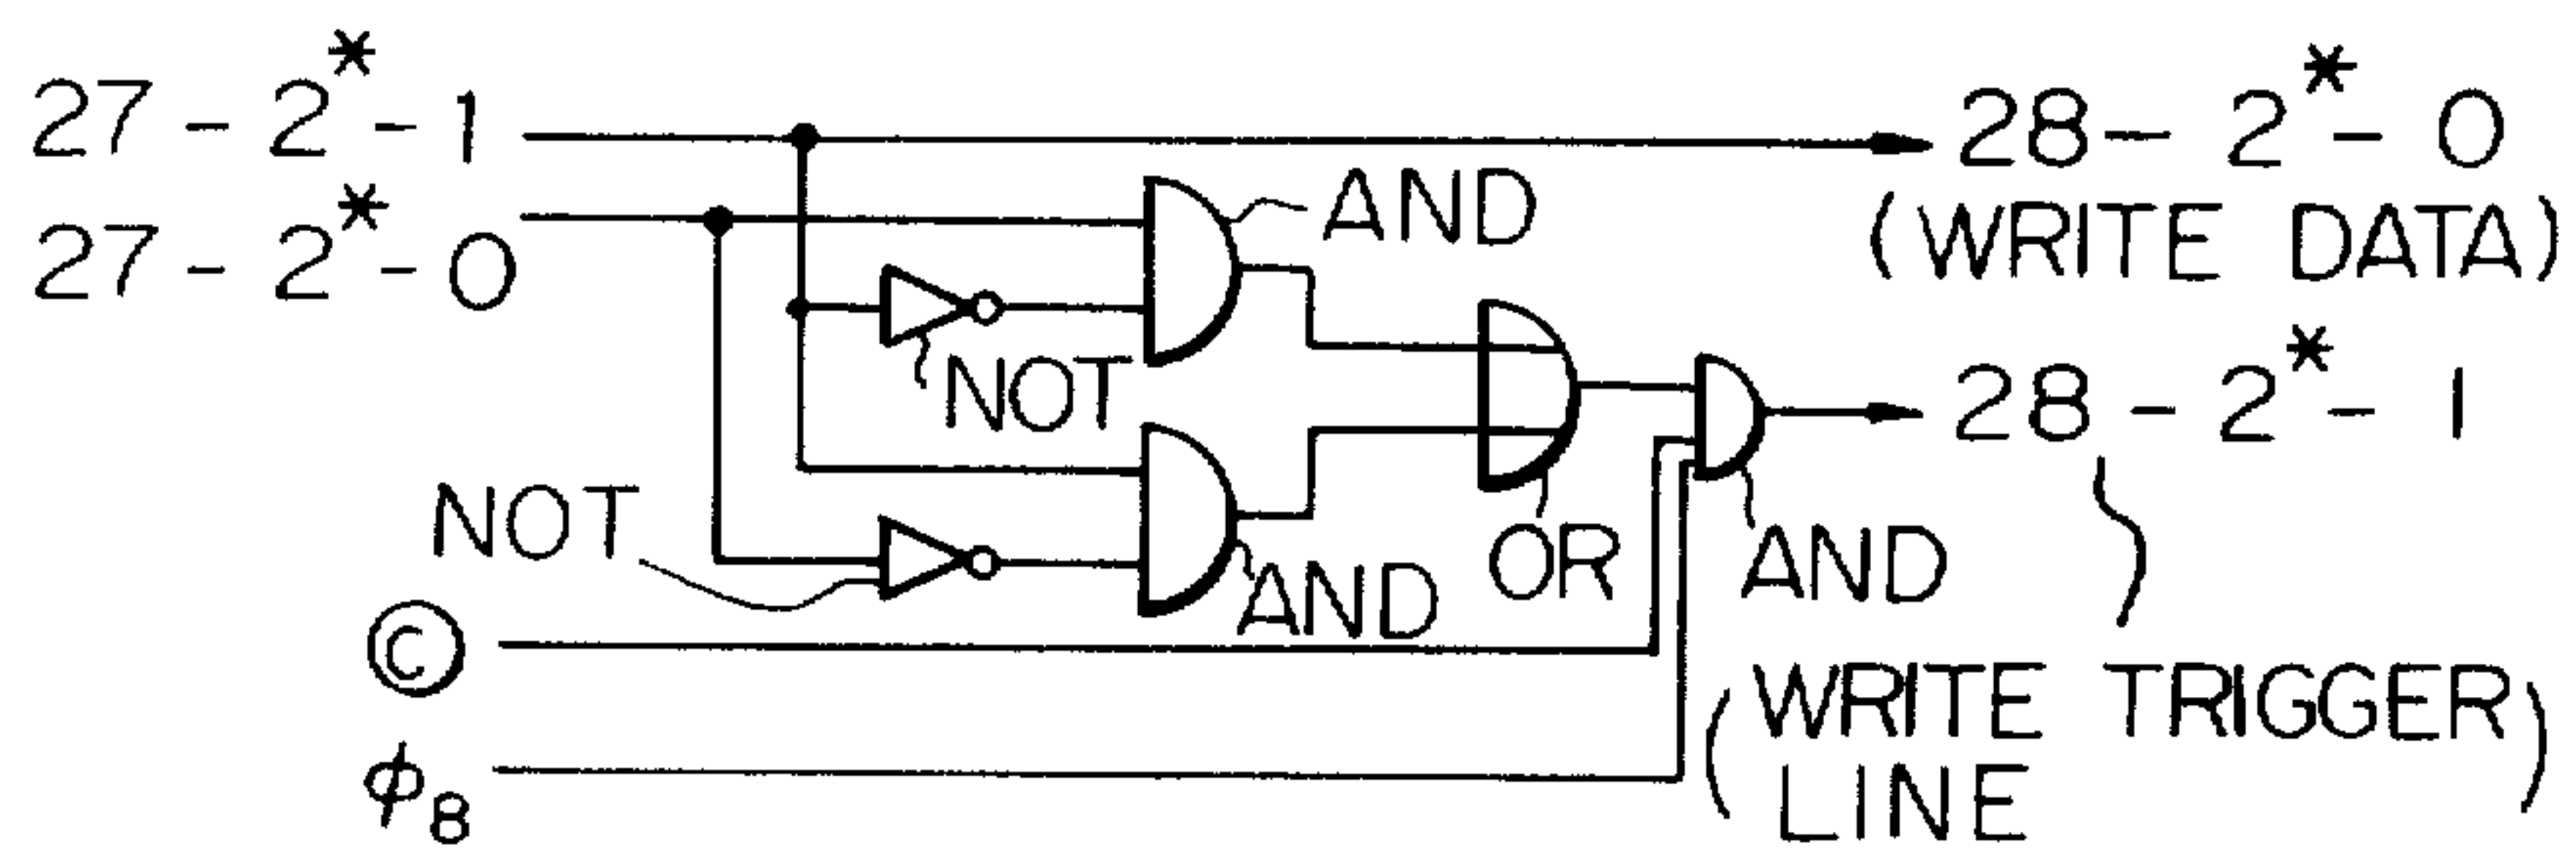 27-2*-1
28-2*-0
(WRITE DATA)
27-2*-0
AND
NOT
28-2*-1
NOT
AND
OR
AND
Ⓒ
(WRITE TRIGGER
LINE)
ϕ8